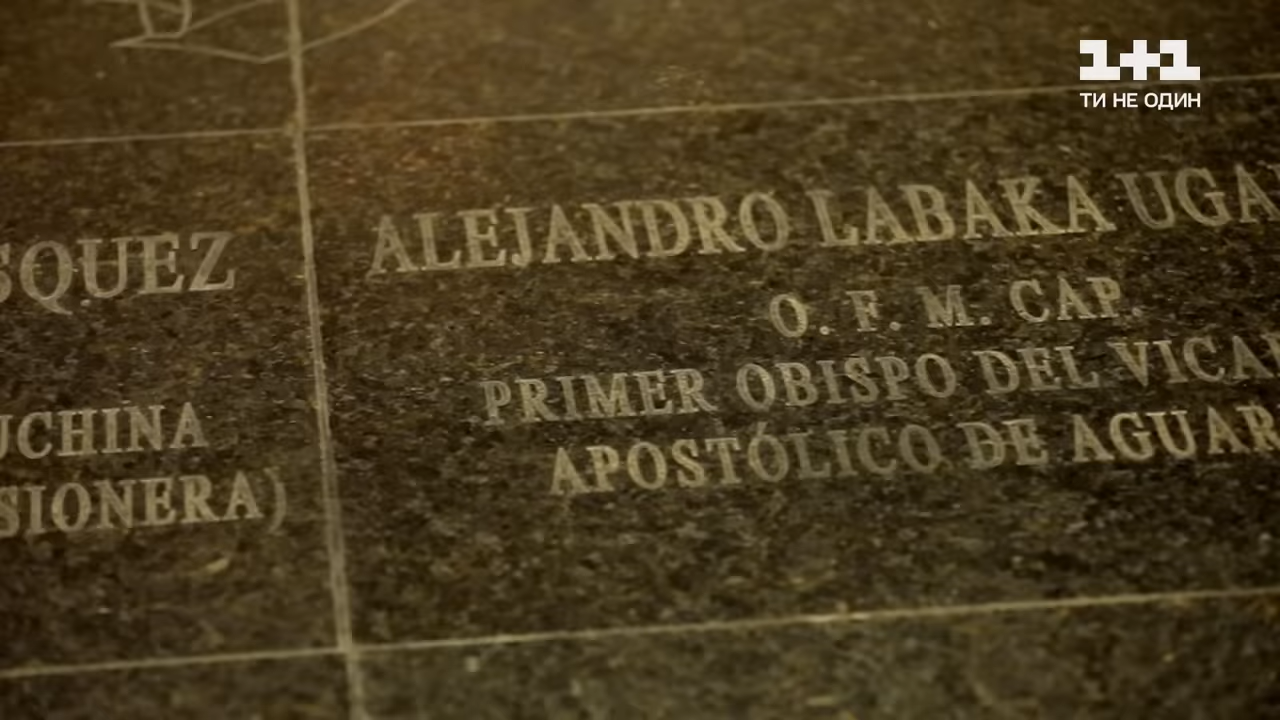 1+1
ТИ НЕ ОДИН
SQUEZ
UCHINA
SIONERA)
ALEJANDRO LABAKA UGA
O. F. M. CAP.
PRIMER OBISPO DEL VICA
APOSTÓLICO DE AGUAR